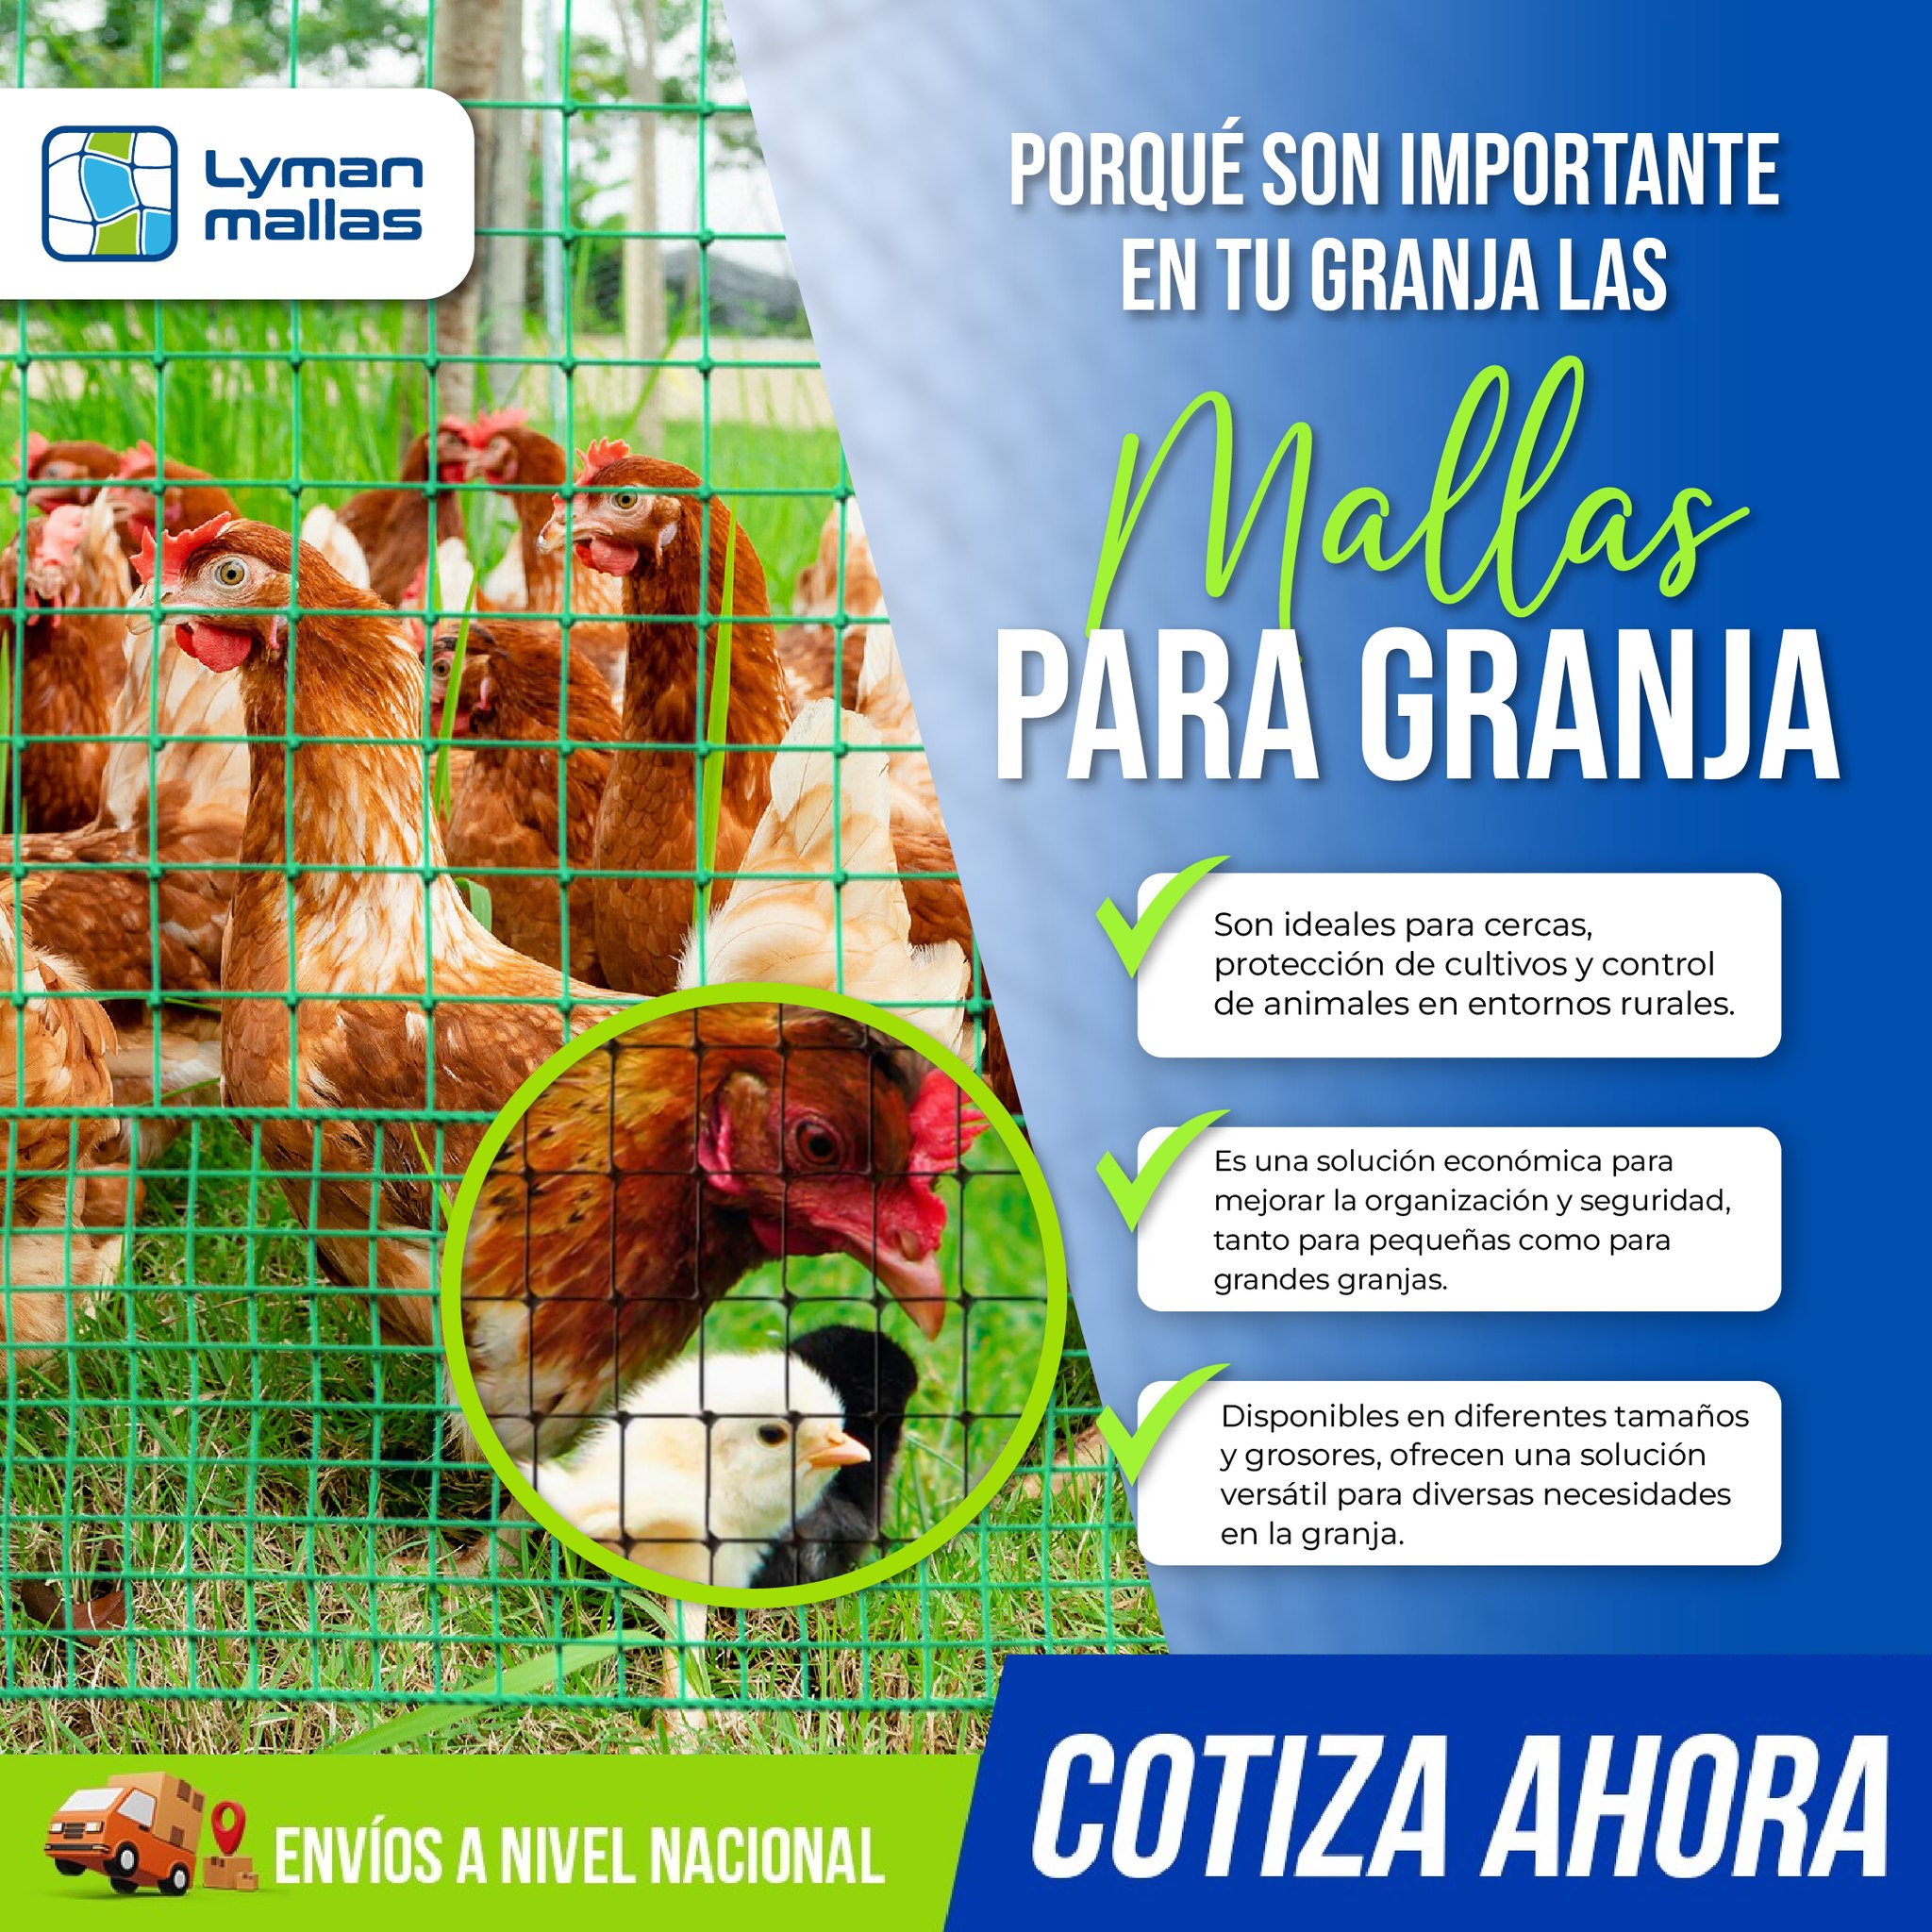 Lyman
mallas
PORQUÉ SON IMPORTANTE
EN TU GRANJA LAS
Mallas
PARA GRANJA
Son ideales para cercas,
protección de cultivos y control
de animales en entornos rurales.
Es una solución económica para
mejorar la organización y seguridad,
tanto para pequeñas como para
grandes granjas.
Disponibles en diferentes tamaños
y grosores, ofrecen una solución
versátil para diversas necesidades
en la granja.
ENVÍOS A NIVEL NACIONAL
COTIZA AHORA